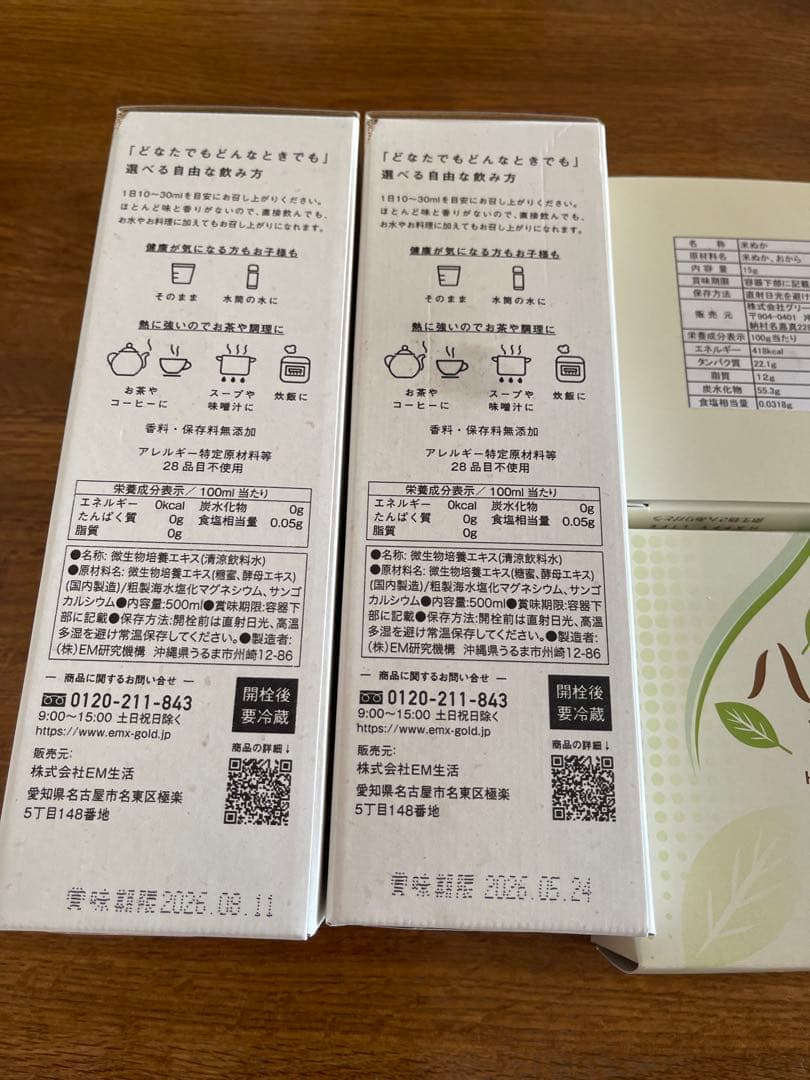 「どなたでもどんなときでも」
選べる自由な飲み方
1日10〜30mlを目安にお召し上がりください。
ほとんど味と香りがないので、直接飲んでも、
お水やお料理に加えてもお召し上がりになれます。
健康が気になる方もお子様も
そのまま 水筒の水に
熱に強いのでお茶や調理に
お茶や
コーヒーに
スープや
味噌汁に
炊飯に
香料・保存料無添加
アレルギー特定原材料等
28品目不使用
栄養成分表示／100ml当たり
エネルギー 0kcal 炭水化物 0g
たんぱく質 0g 食塩相当量 0.05g
脂質 0g
●名称: 微生物培養エキス(清涼飲料水)
●原材料名: 微生物培養エキス(糖蜜、酵母エキス)
(国内製造)/粗製海水塩化マグネシウム、サンゴ
カルシウム●内容量:500ml●賞味期限:容器下
部に記載●保存方法:開栓前は直射日光、高温
多湿を避け常温保存してください。●製造者:
(株)EM研究機構 沖縄県うるま市州崎12-86
― 商品に関するお問い合せ ―
0120-211-843
9:00〜15:00 土日祝日除く
https://www.emx-gold.jp
開栓後
要冷蔵
商品の詳細↓
販売元:
株式会社EM生活
愛知県名古屋市名東区極楽
5丁目148番地
賞味期限2026.08.11
「どなたでもどんなときでも」
選べる自由な飲み方
1日10〜30mlを目安にお召し上がりください。
ほとんど味と香りがないので、直接飲んでも、
お水やお料理に加えてもお召し上がりになれます。
健康が気になる方もお子様も
そのまま 水筒の水に
熱に強いのでお茶や調理に
お茶や
コーヒーに
スープや
味噌汁に
炊飯に
香料・保存料無添加
アレルギー特定原材料等
28品目不使用
栄養成分表示／100ml当たり
エネルギー 0kcal 炭水化物 0g
たんぱく質 0g 食塩相当量 0.05g
脂質 0g
●名称: 微生物培養エキス(清涼飲料水)
●原材料名: 微生物培養エキス(糖蜜、酵母エキス)
(国内製造)/粗製海水塩化マグネシウム、サンゴ
カルシウム●内容量:500ml●賞味期限:容器下
部に記載●保存方法:開栓前は直射日光、高温
多湿を避け常温保存してください。●製造者:
(株)EM研究機構 沖縄県うるま市州崎12-86
― 商品に関するお問い合せ ―
0120-211-843
9:00〜15:00 土日祝日除く
https://www.emx-gold.jp
開栓後
要冷蔵
商品の詳細↓
販売元:
株式会社EM生活
愛知県名古屋市名東区極楽
5丁目148番地
賞味期限 2026.05.24
名 称 米ぬか
原材料名 米ぬか、おから
内容量 15g
賞味期限 容器下部に記載
保存方法 直射日光を避け
販売元 株式会社グリー
〒904-0401 沖
納村名嘉真22
栄養成分表示 100g当たり
エネルギー 418kcal
タンパク質 22.1g
脂質 12g
炭水化物 55.3g
食塩相当量 0.0318g
ハ